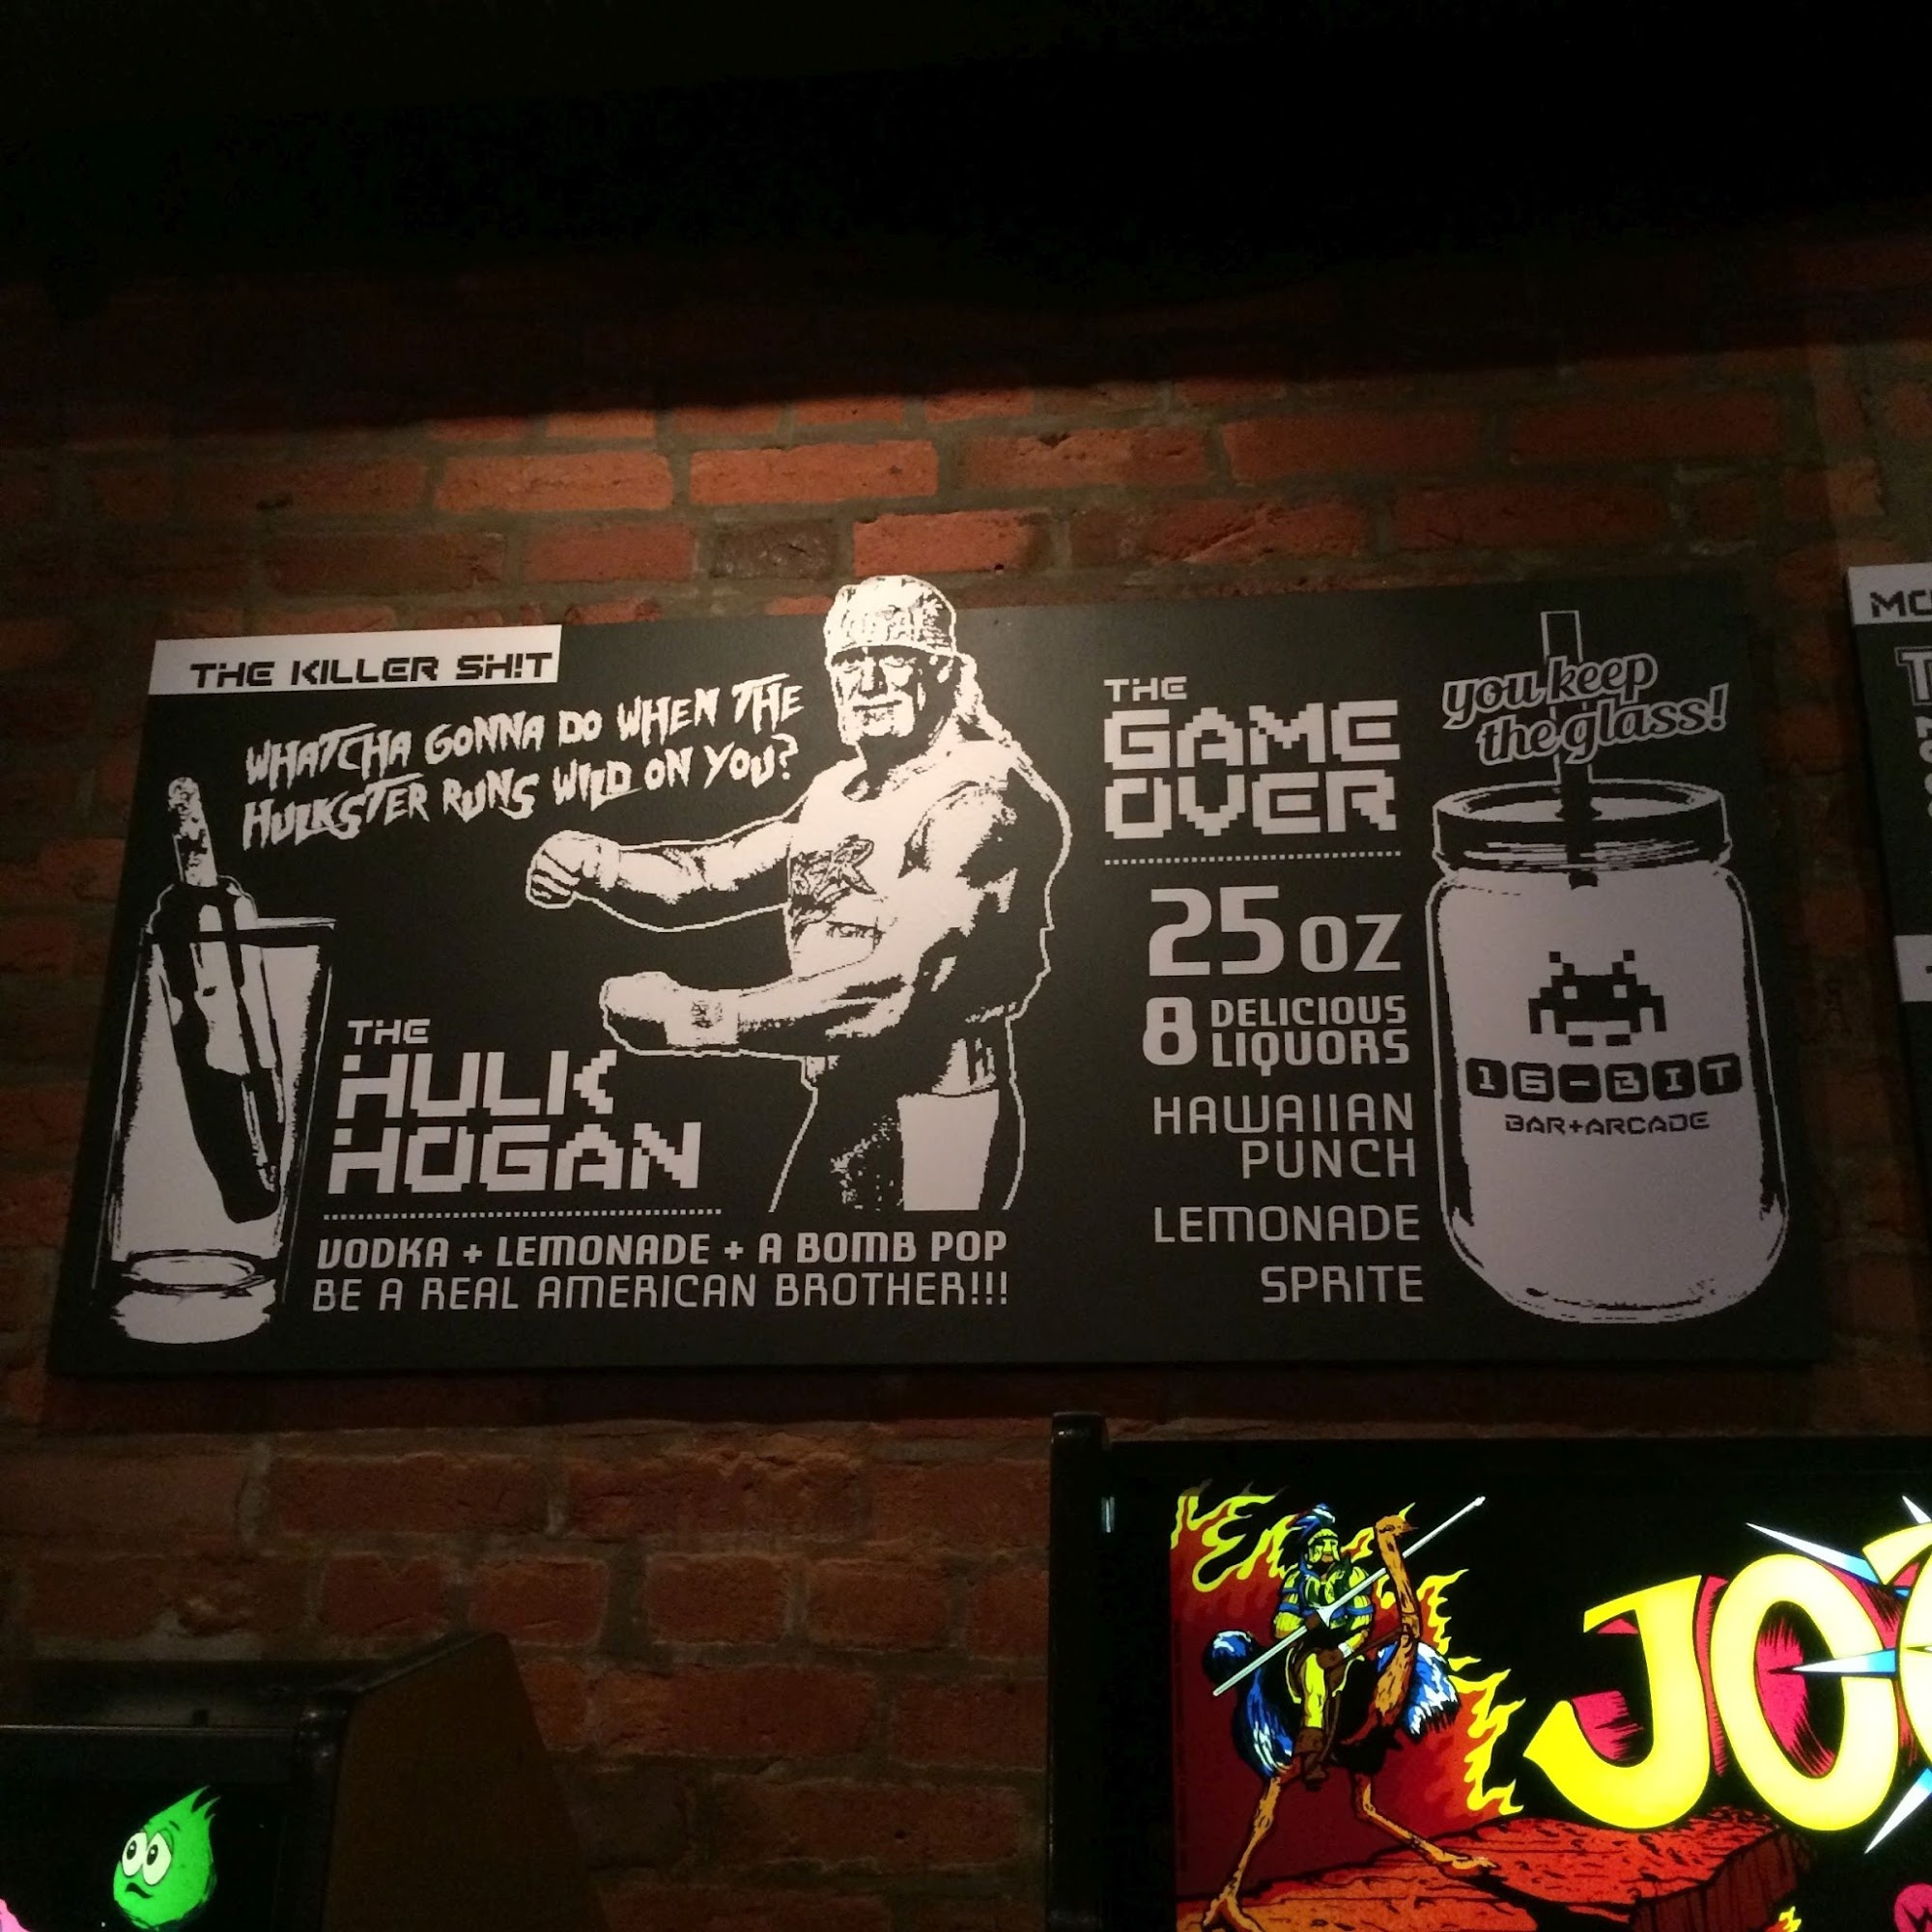 THE KILLER SH!T
WHATCHA GONNA DO WHEN THE
HULKSTER RUNS WILD ON YOU?
THE
HULK
HOGAN
VODKA + LEMONADE + A BOMB POP
BE A REAL AMERICAN BROTHER!!!
THE
GAME
OVER
25 OZ
8 DELICIOUS
LIQUORS
HAWAIIAN
PUNCH
LEMONADE
SPRITE
you keep
the glass!
16-BIT
BAR+ARCADE
JO